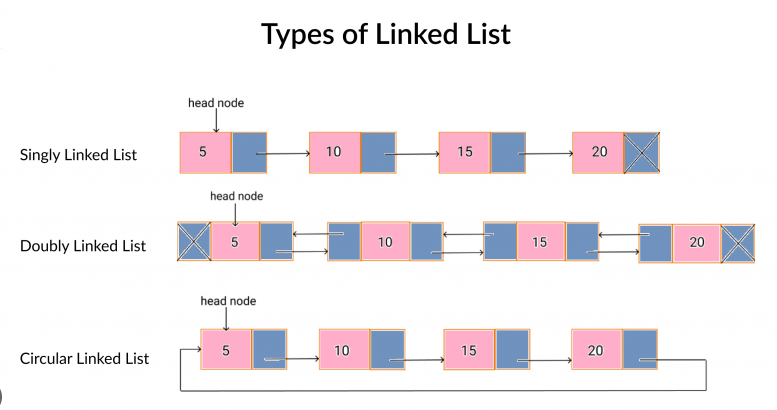 Types of Linked List
head node
Singly Linked List
5
10
15
20
head node
Doubly Linked List
5
10
15
20
head node
Circular Linked List
5
10
15
20